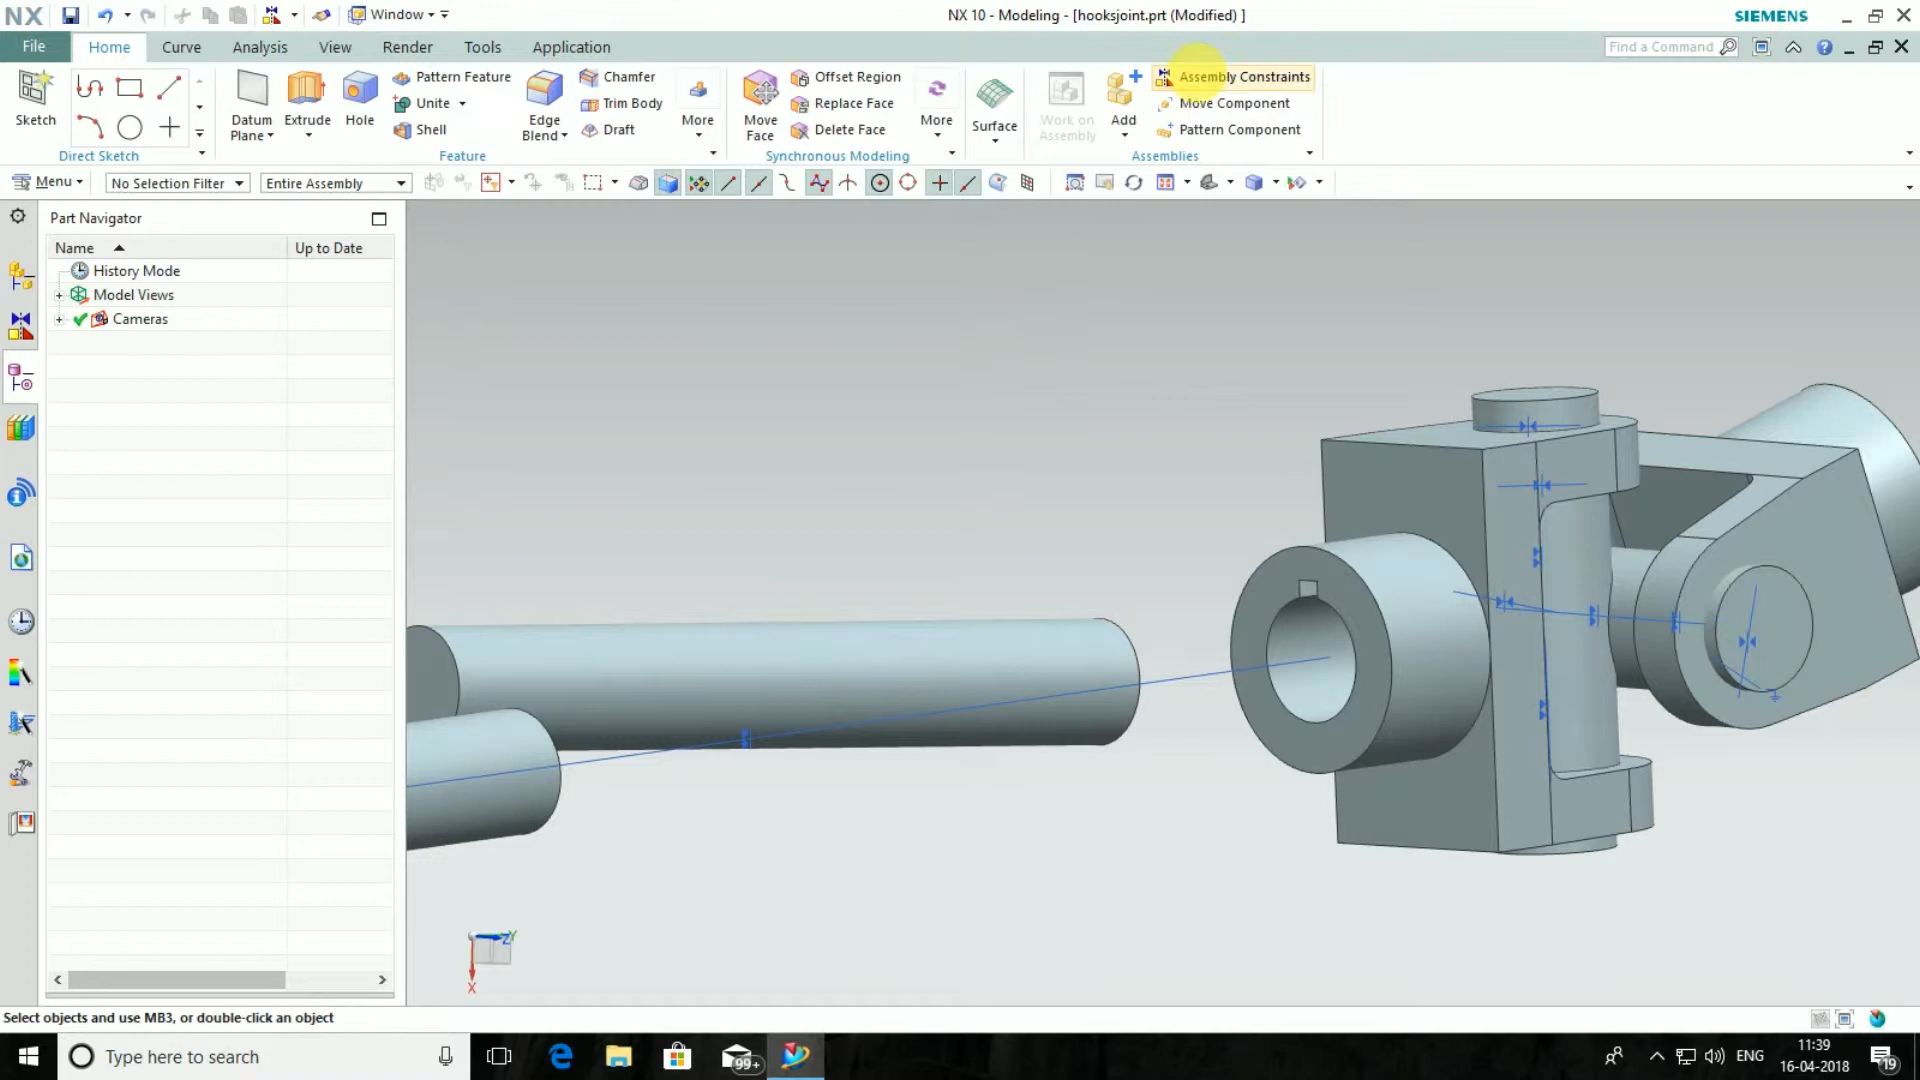 NX
Window
NX 10 - Modeling - [hooksjoint.prt (Modified) ]
SIEMENS
File
Home
Curve
Analysis
View
Render
Tools
Application
Find a Command
Sketch
Direct Sketch
Datum Plane
Extrude
Hole
Pattern Feature
Unite
Shell
Edge Blend
Chamfer
Trim Body
Draft
More
Feature
Move Face
Offset Region
Replace Face
Delete Face
More
Synchronous Modeling
Surface
Work on Assembly
Add
Assembly Constraints
Move Component
Pattern Component
Assemblies
Menu
No Selection Filter
Entire Assembly
Part Navigator
Name
Up to Date
History Mode
Model Views
Cameras
Z
Y
X
Select objects and use MB3, or double-click an object
Type here to search
99+
ENG
11:39
16-04-2018
19